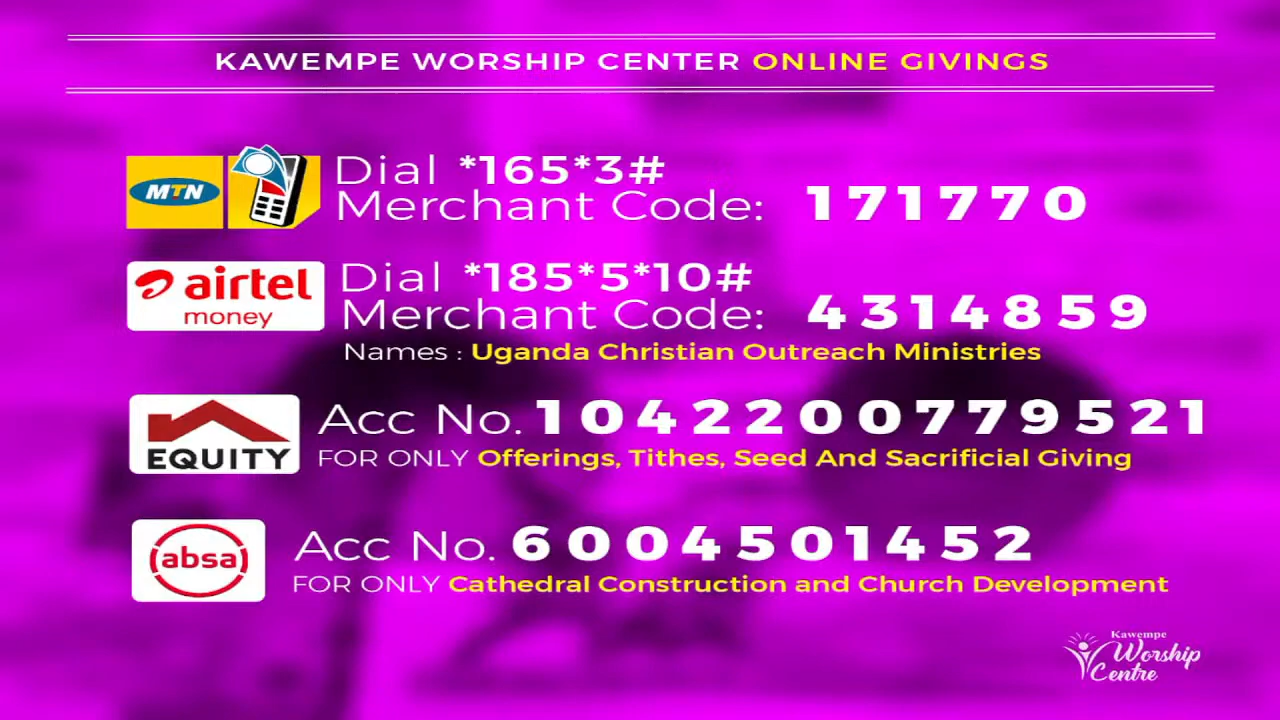 KAWEMPE WORSHIP CENTER ONLINE GIVINGS
MTN
Dial *165*3#
Merchant Code: 171770
airtel
money
Dial *185*5*10#
Merchant Code: 4314859
Names : Uganda Christian Outreach Ministries
EQUITY
Acc No. 1042200779521
FOR ONLY Offerings, Tithes, Seed And Sacrificial Giving
absa
Acc No. 6004501452
FOR ONLY Cathedral Construction and Church Development
Kawempe
Worship
Centre